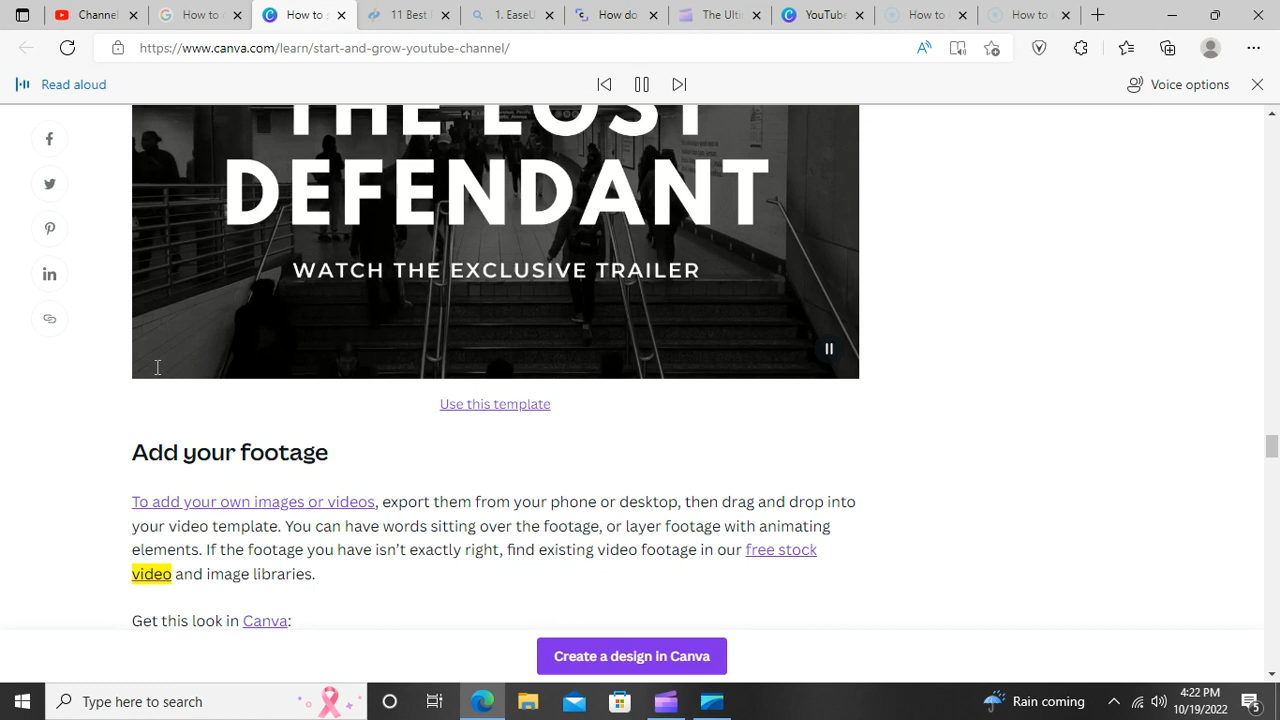 Channel
How to
How to s
11 Best
1. EaseU
How do
The Ulti
YouTube
How to c
How to
https://www.canva.com/learn/start-and-grow-youtube-channel/
Read aloud
Voice options
THE LOST
DEFENDANT
WATCH THE EXCLUSIVE TRAILER
Use this template
Add your footage
To add your own images or videos, export them from your phone or desktop, then drag and drop into
your video template. You can have words sitting over the footage, or layer footage with animating
elements. If the footage you have isn’t exactly right, find existing video footage in our free stock
video and image libraries.
Get this look in Canva:
Create a design in Canva
Type here to search
Rain coming
4:22 PM
10/19/2022
5